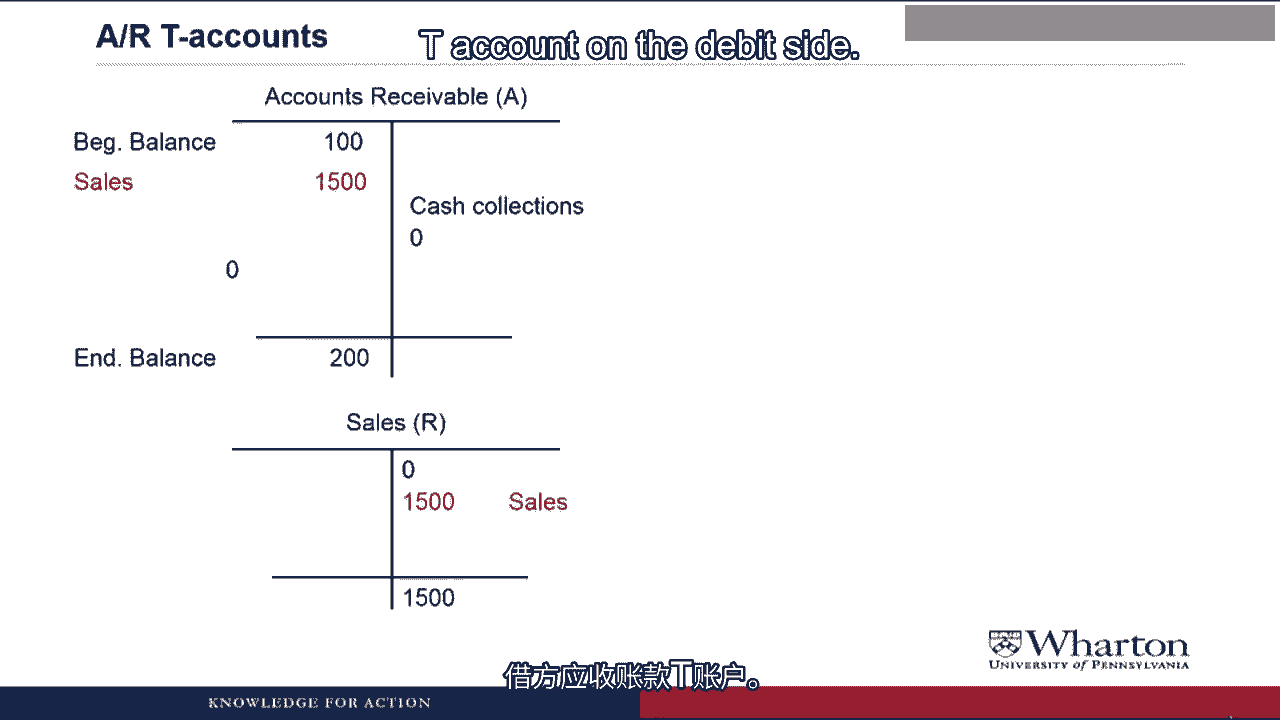 A/R T-accounts
T account on the debit side.
Accounts Receivable (A)
Beg. Balance 100
Sales 1500
Cash collections
0
0
End. Balance 200
Sales (R)
0
1500 Sales
1500
Wharton
UNIVERSITY of PENNSYLVANIA
借方应收账款T账户。
KNOWLEDGE FOR ACTION